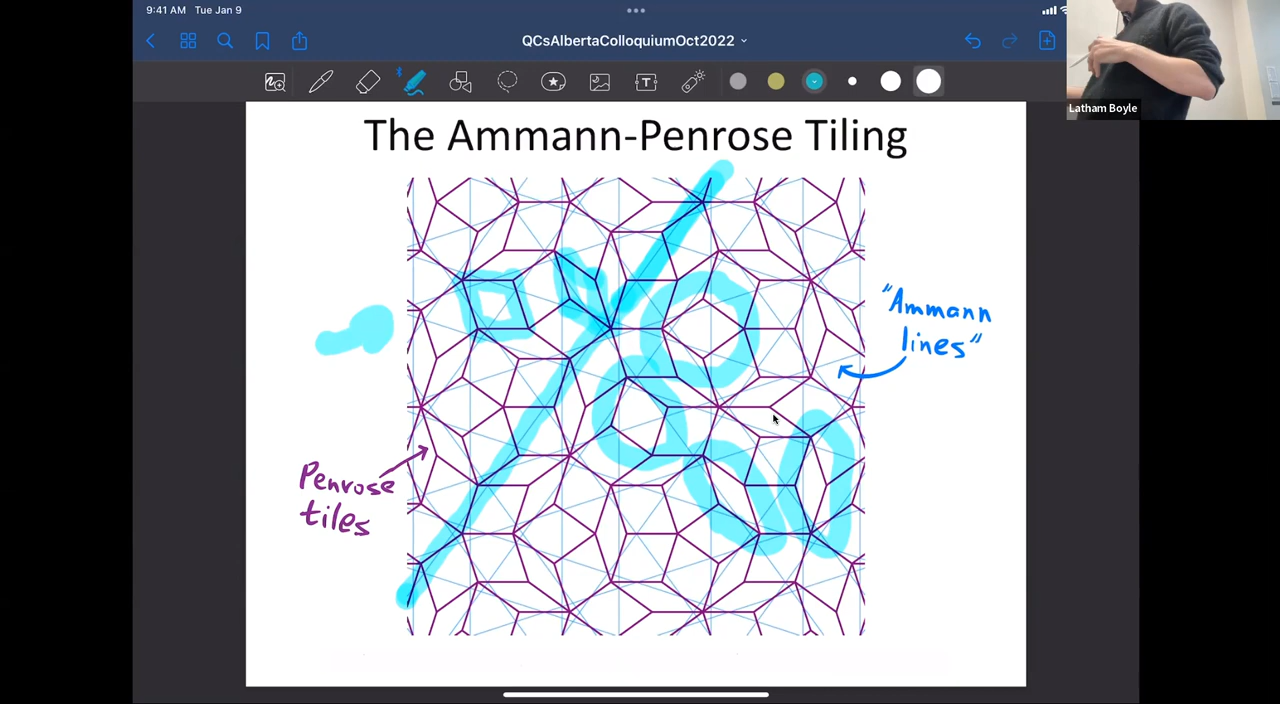 9:41 AM Tue Jan 9
QCsAlbertaColloquiumOct2022
T
Latham Boyle
The Ammann-Penrose Tiling
"Ammann
lines"
Penrose
tiles